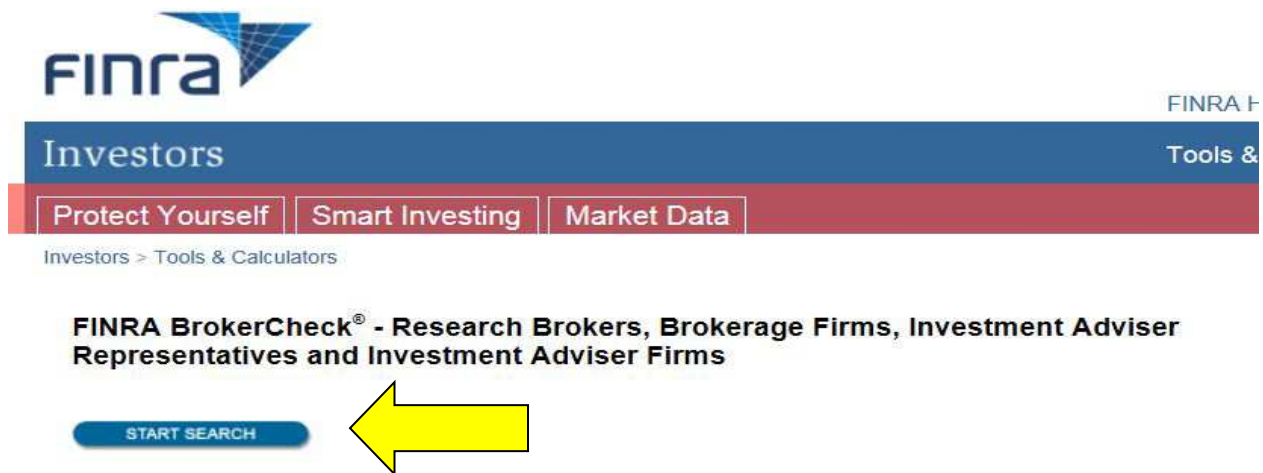 FINRA
FINRA H
Investors
Tools &
Protect Yourself Smart Investing Market Data
Investors > Tools & Calculators
FINRA BrokerCheck® - Research Brokers, Brokerage Firms, Investment Adviser
Representatives and Investment Adviser Firms
START SEARCH